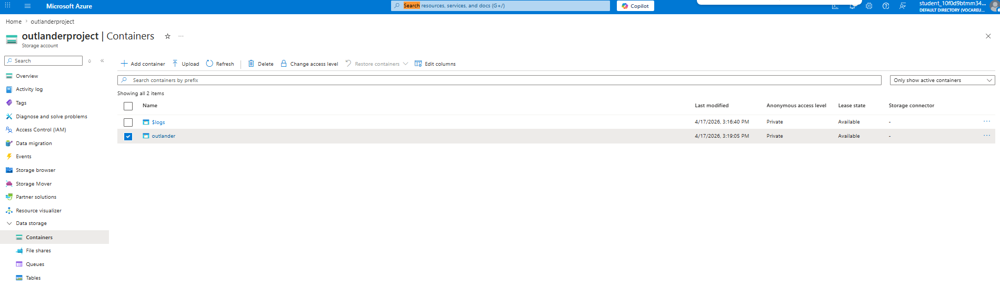 Microsoft Azure
Search resources, services, and docs (G+/)
Copilot
student_10f0d9btmm34...
DEFAULT DIRECTORY (VOCAREU...
Home > outlanderproject
outlanderproject | Containers
Storage account
Search
Add container
Upload
Refresh
Delete
Change access level
Restore containers
Edit columns
Overview
Activity log
Tags
Diagnose and solve problems
Access Control (IAM)
Data migration
Events
Storage browser
Storage Mover
Partner solutions
Resource visualizer
Data storage
Containers
File shares
Queues
Tables
Search containers by prefix
Only show active containers
Showing all 2 items
Name Last modified Anonymous access level Lease state Storage connector
$logs 4/17/2026, 3:16:40 PM Private Available -
outlander 4/17/2026, 3:19:05 PM Private Available -